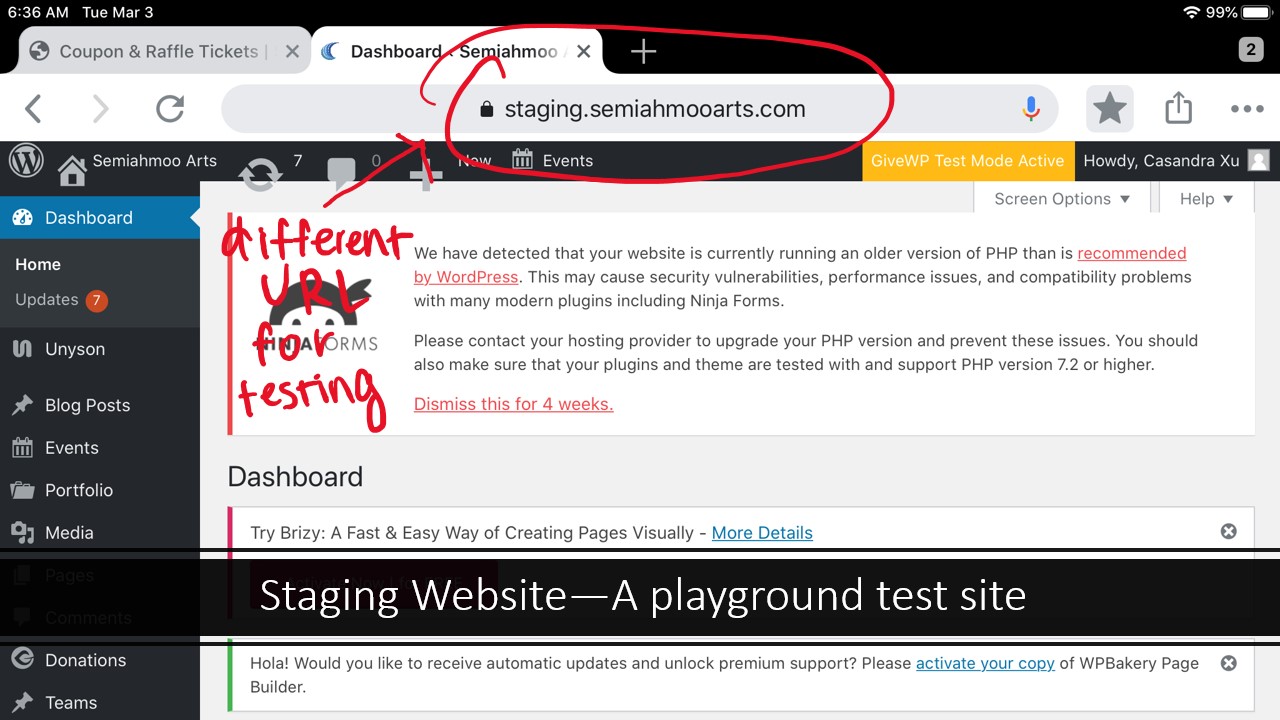 6:36 AM Tue Mar 3
99%
Coupon & Raffle Tickets |
Dashboard ‹ Semiahmoo A
2
staging.semiahmooarts.com
Semiahmoo Arts
7
0
New
Events
GiveWP Test Mode Active
Howdy, Casandra Xu
Screen Options
Help
Dashboard
Home
Updates 7
Unyson
Blog Posts
Events
Portfolio
Media
Pages
Comments
Donations
Teams
different
URL
for
testing
NINJAFORMS
We have detected that your website is currently running an older version of PHP than is recommended
by WordPress. This may cause security vulnerabilities, performance issues, and compatibility problems
with many modern plugins including Ninja Forms.
Please contact your hosting provider to upgrade your PHP version and prevent these issues. You should
also make sure that your plugins and theme are tested with and support PHP version 7.2 or higher.
Dismiss this for 4 weeks.
Dashboard
Try Brizy: A Fast & Easy Way of Creating Pages Visually - More Details
Staging Website—A playground test site
Hola! Would you like to receive automatic updates and unlock premium support? Please activate your copy of WPBakery Page
Builder.